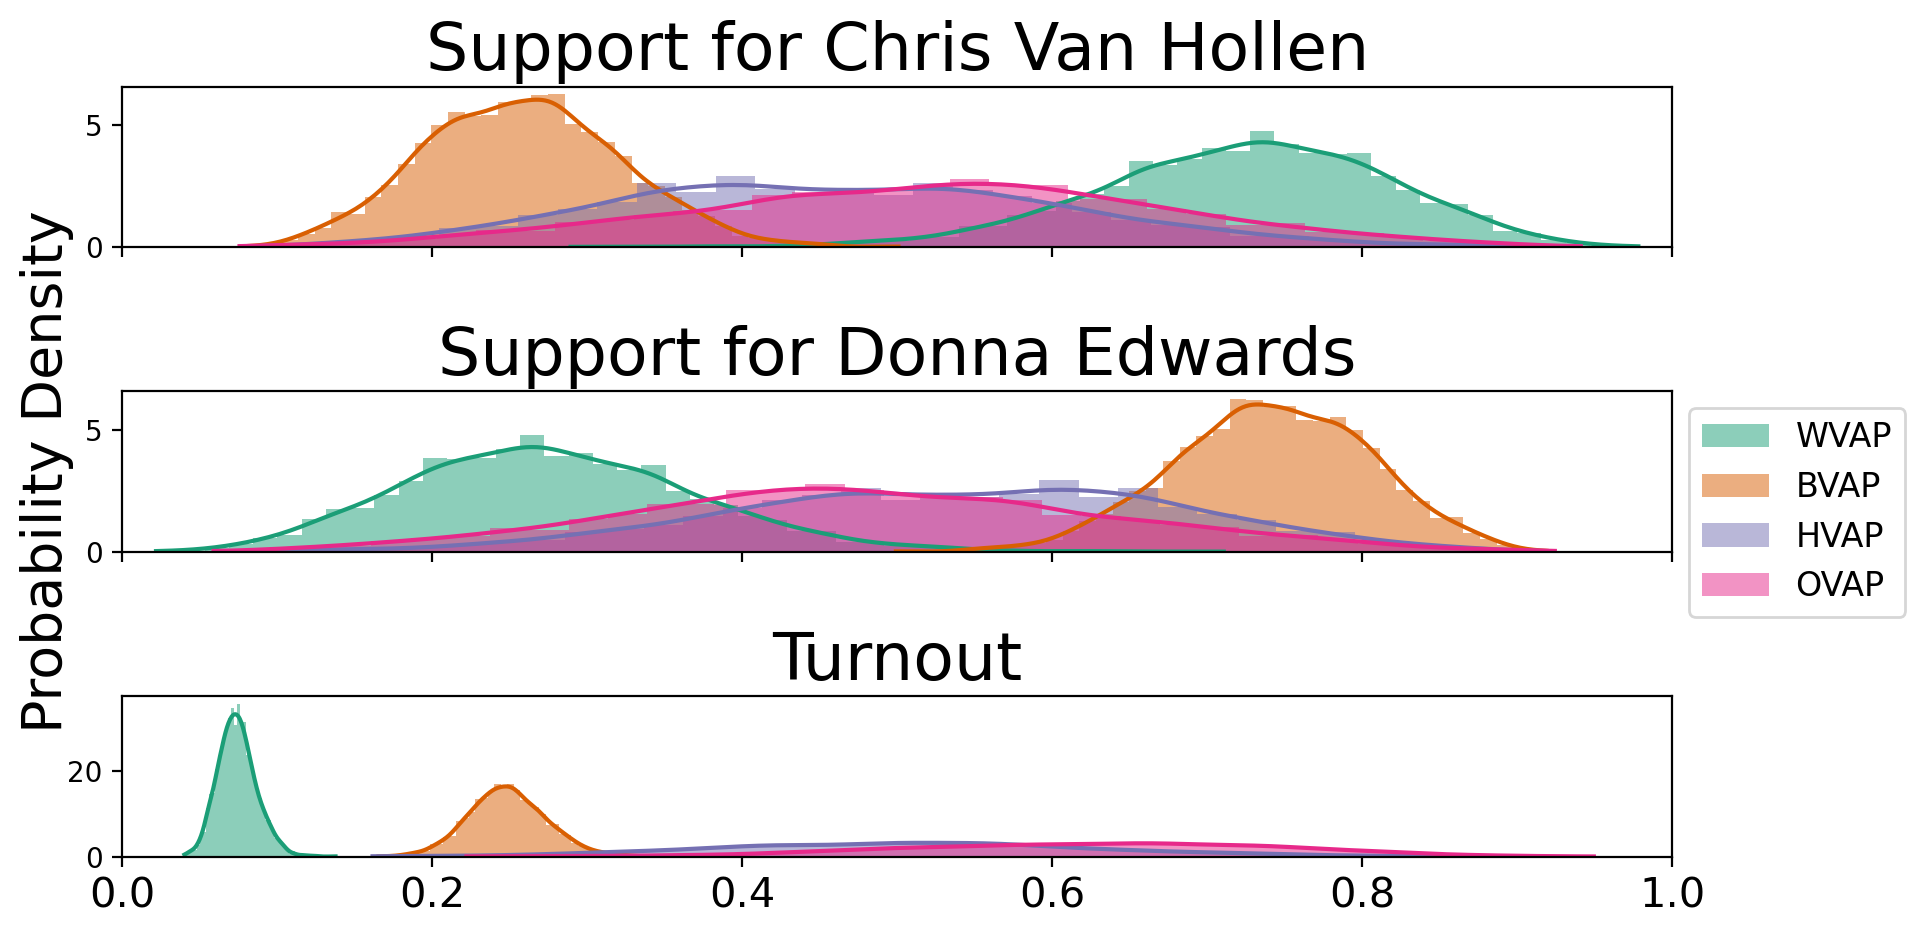 Support for Chris Van Hollen
5
0
Probability Density
Support for Donna Edwards
5
0
WVAP
BVAP
HVAP
OVAP
Turnout
20
0
0.0 0.2 0.4 0.6 0.8 1.0